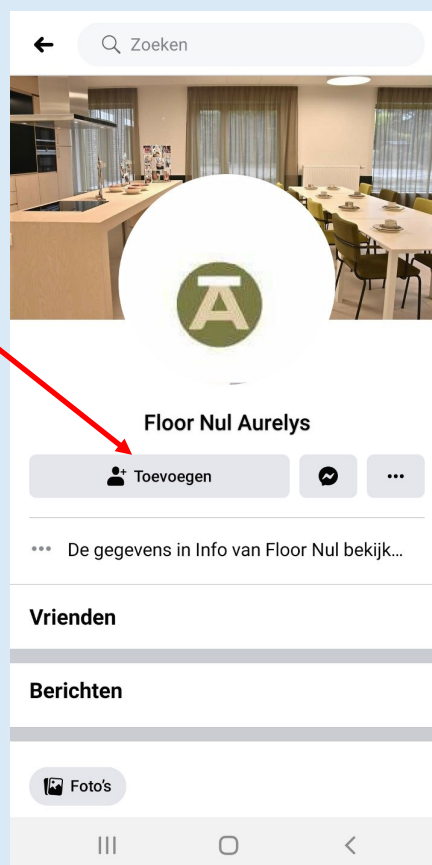 Zoeken
Floor Nul Aurelys
Toevoegen
De gegevens in Info van Floor Nul bekijk...
Vrienden
Berichten
Foto's